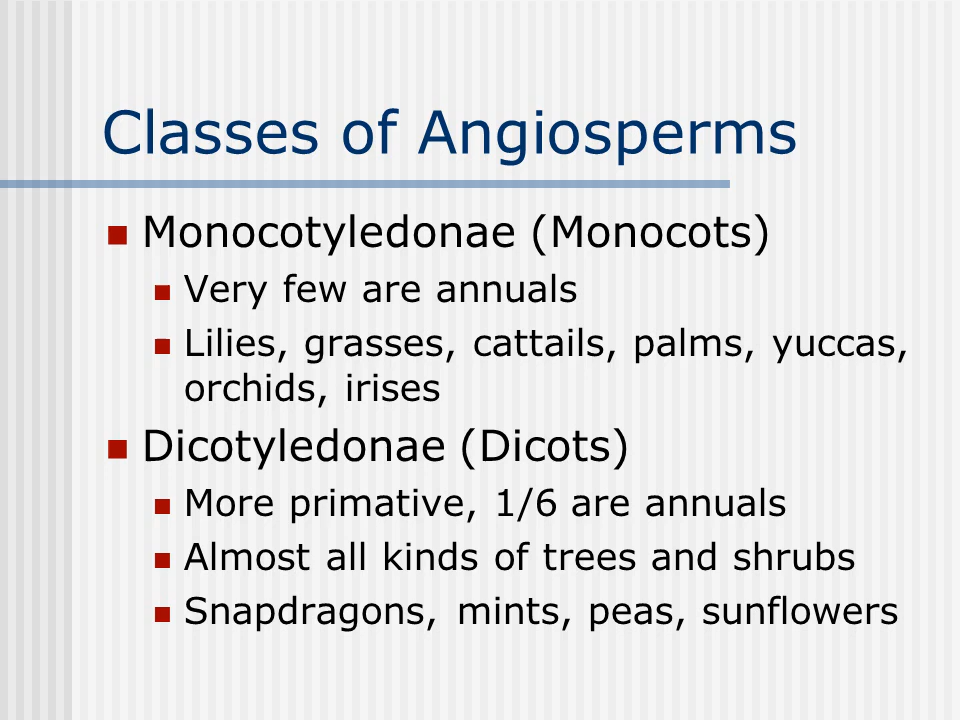 Classes of Angiosperms
Monocotyledonae (Monocots)
Very few are annuals
Lilies, grasses, cattails, palms, yuccas,
orchids, irises
Dicotyledonae (Dicots)
More primative, 1/6 are annuals
Almost all kinds of trees and shrubs
Snapdragons, mints, peas, sunflowers